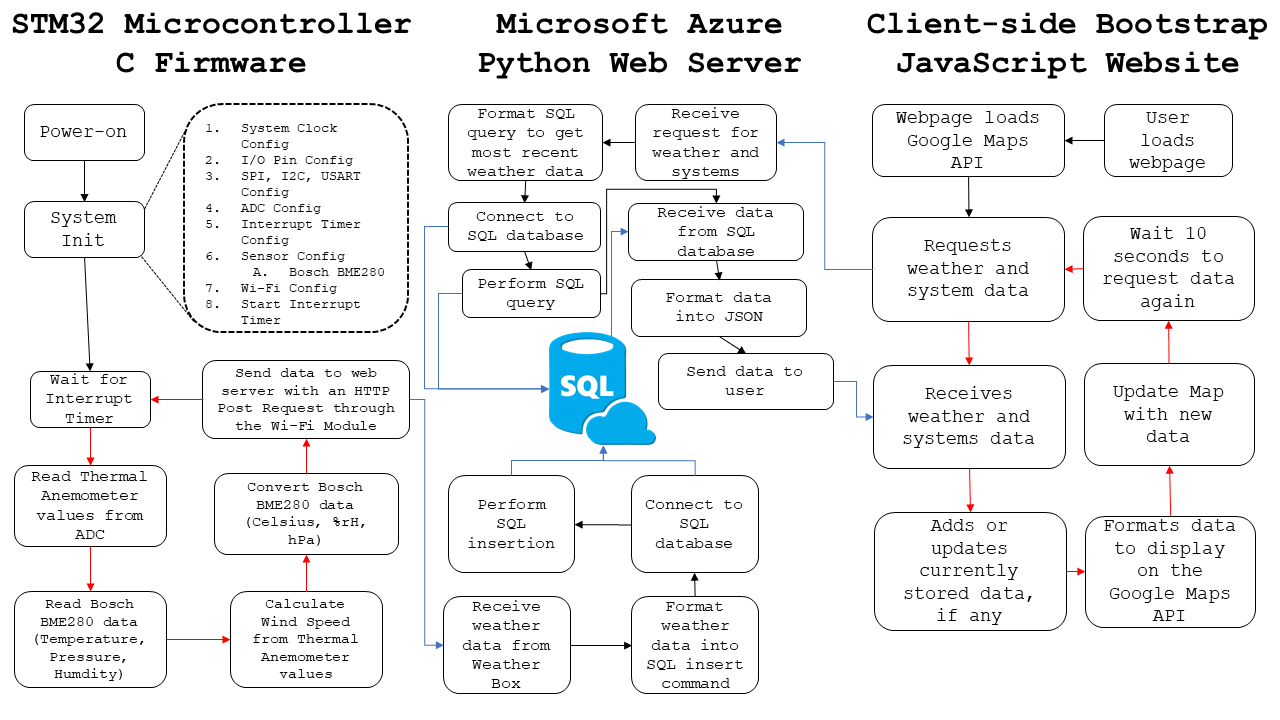 STM32 Microcontroller
C Firmware
Microsoft Azure
Python Web Server
Client-side Bootstrap
JavaScript Website
Power-on
System
Init
1. System Clock
Config
2. I/O Pin Config
3. SPI, I2C, USART
Config
4. ADC Config
5. Interrupt Timer
Config
6. Sensor Config
A. Bosch BME280
7. Wi-Fi Config
8. Start Interrupt
Timer
Wait for
Interrupt
Timer
Send data to web
server with an HTTP
Post Request through
the Wi-Fi Module
Read Thermal
Anemometer
values from
ADC
Convert Bosch
BME280 data
(Celsius, %rH,
hPa)
Read Bosch
BME280 data
(Temperature,
Pressure,
Humdity)
Calculate
Wind Speed
from Thermal
Anemometer
values
Format SQL
query to get
most recent
weather data
Receive
request for
weather and
systems
Connect to
SQL database
Receive data
from SQL
database
Perform SQL
query
Format data
into JSON
Send data to
user
SQL
Perform
SQL
insertion
Connect to
SQL
database
Receive
weather
data from
Weather
Box
Format
weather
data into
SQL insert
command
Webpage loads
Google Maps
API
User
loads
webpage
Requests
weather and
system data
Wait 10
seconds to
request data
again
Receives
weather and
systems data
Update Map
with new
data
Adds or
updates
currently
stored data,
if any
Formats data
to display
on the
Google Maps
API